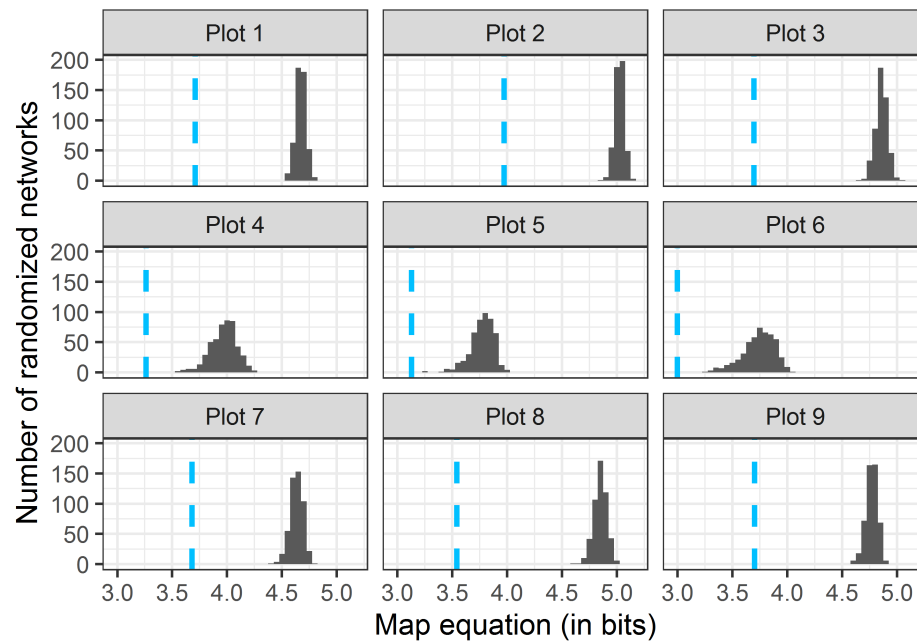 Plot 1 Plot 2 Plot 3
200
150
100
50
0
Plot 4 Plot 5 Plot 6
200
150
100
50
0
Plot 7 Plot 8 Plot 9
200
150
100
50
0
3.0 3.5 4.0 4.5 5.0 3.0 3.5 4.0 4.5 5.0 3.0 3.5 4.0 4.5 5.0
Map equation (in bits)
Number of randomized networks